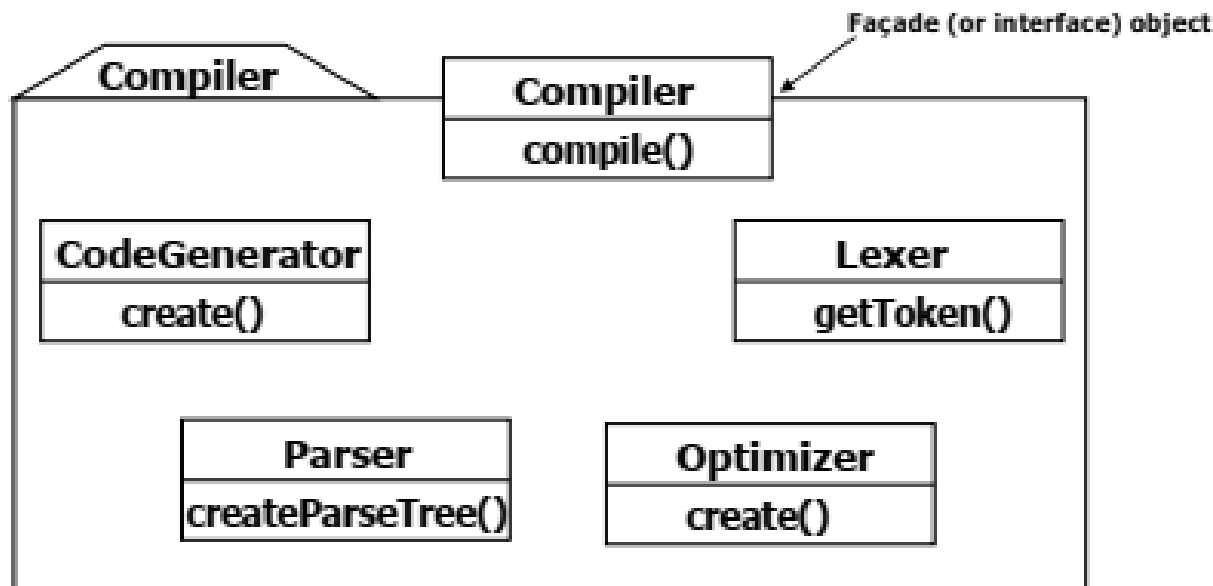 Façade (or interface) object
Compiler
Compiler
compile()
CodeGenerator
create()
Lexer
getToken()
Parser
createParseTree()
Optimizer
create()